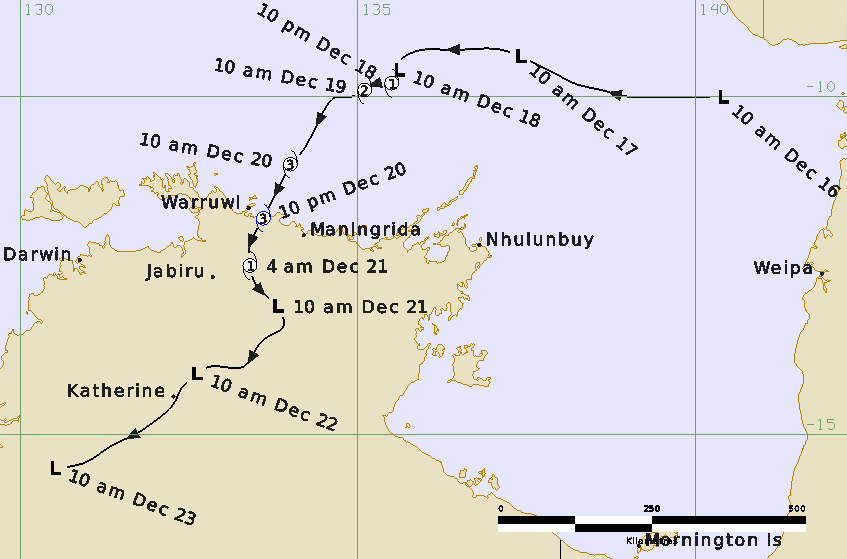 130
135
140
10 pm Dec 18
10 am Dec 19
2
1
L
10 am Dec 18
L
10 am Dec 17
L
10 am Dec 16
-10
10 am Dec 20
3
10 pm Dec 20
3
Warruwi
Maningrida
Nhulunbuy
Darwin
Jabiru
1
4 am Dec 21
Weipa
L
10 am Dec 21
L
10 am Dec 22
Katherine
-15
L
10 am Dec 23
0
250
500
Kilometres
Mornington Is